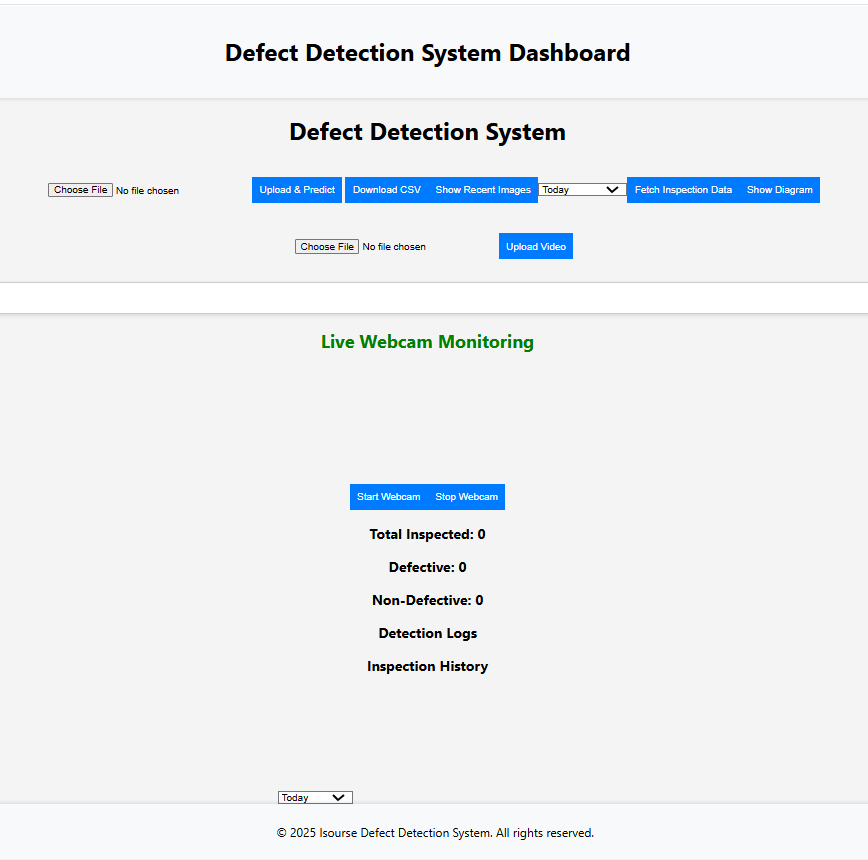 Defect Detection System Dashboard
Defect Detection System
Choose File No file chosen Upload & Predict Download CSV Show Recent Images Today Fetch Inspection Data Show Diagram
Choose File No file chosen Upload Video
Live Webcam Monitoring
Start Webcam Stop Webcam
Total Inspected: 0
Defective: 0
Non-Defective: 0
Detection Logs
Inspection History
Today
© 2025 Isourse Defect Detection System. All rights reserved.